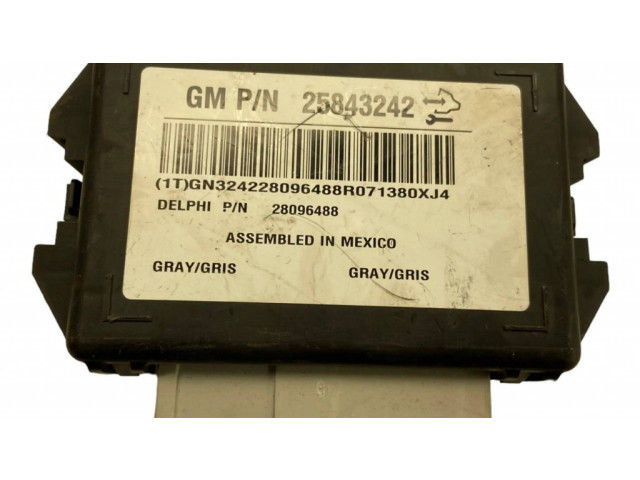 GM P/N 25843242
(1T)GN324228096488R071380XJ4
DELPHI P/N 28096488
ASSEMBLED IN MEXICO
GRAY/GRIS GRAY/GRIS